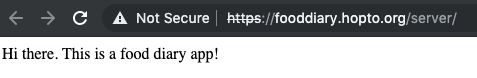 Not Secure https://fooddiary.hopto.org/server/
Hi there. This is a food diary app!